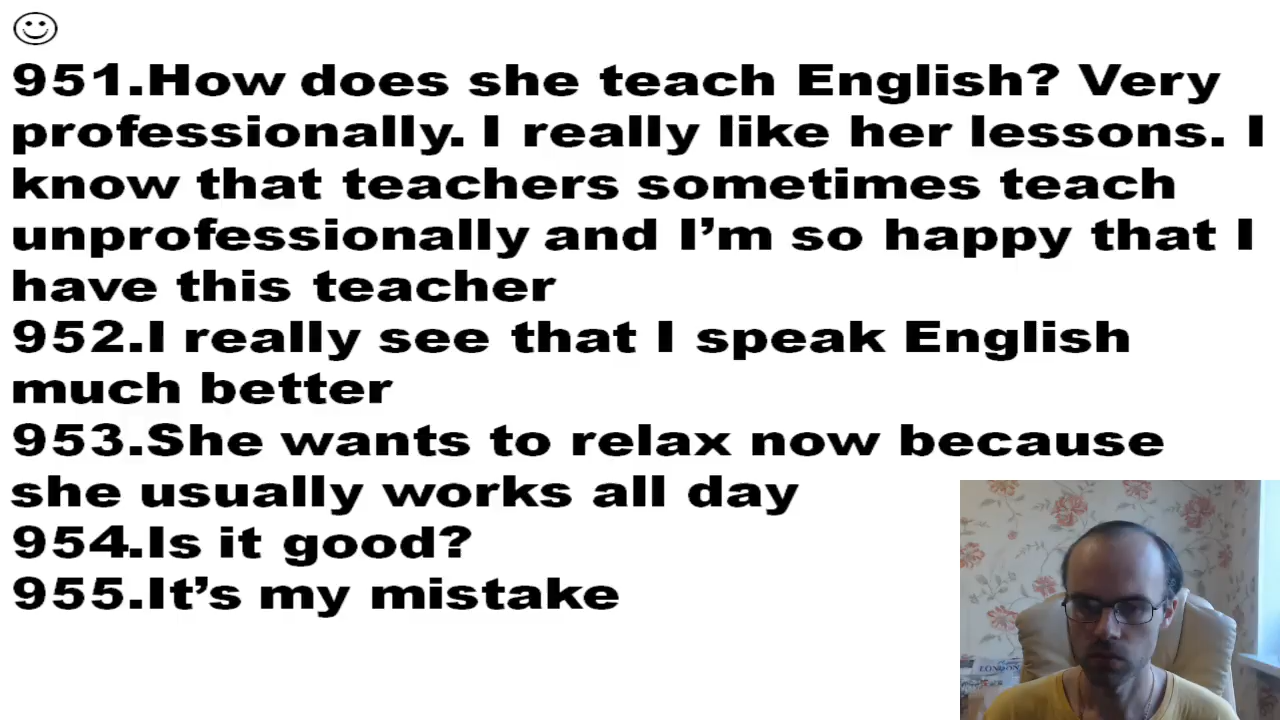 951.How does she teach English? Very
professionally. I really like her lessons. I
know that teachers sometimes teach
unprofessionally and I’m so happy that I
have this teacher
952.I really see that I speak English
much better
953.She wants to relax now because
she usually works all day
954.Is it good?
955.It’s my mistake
LONDON